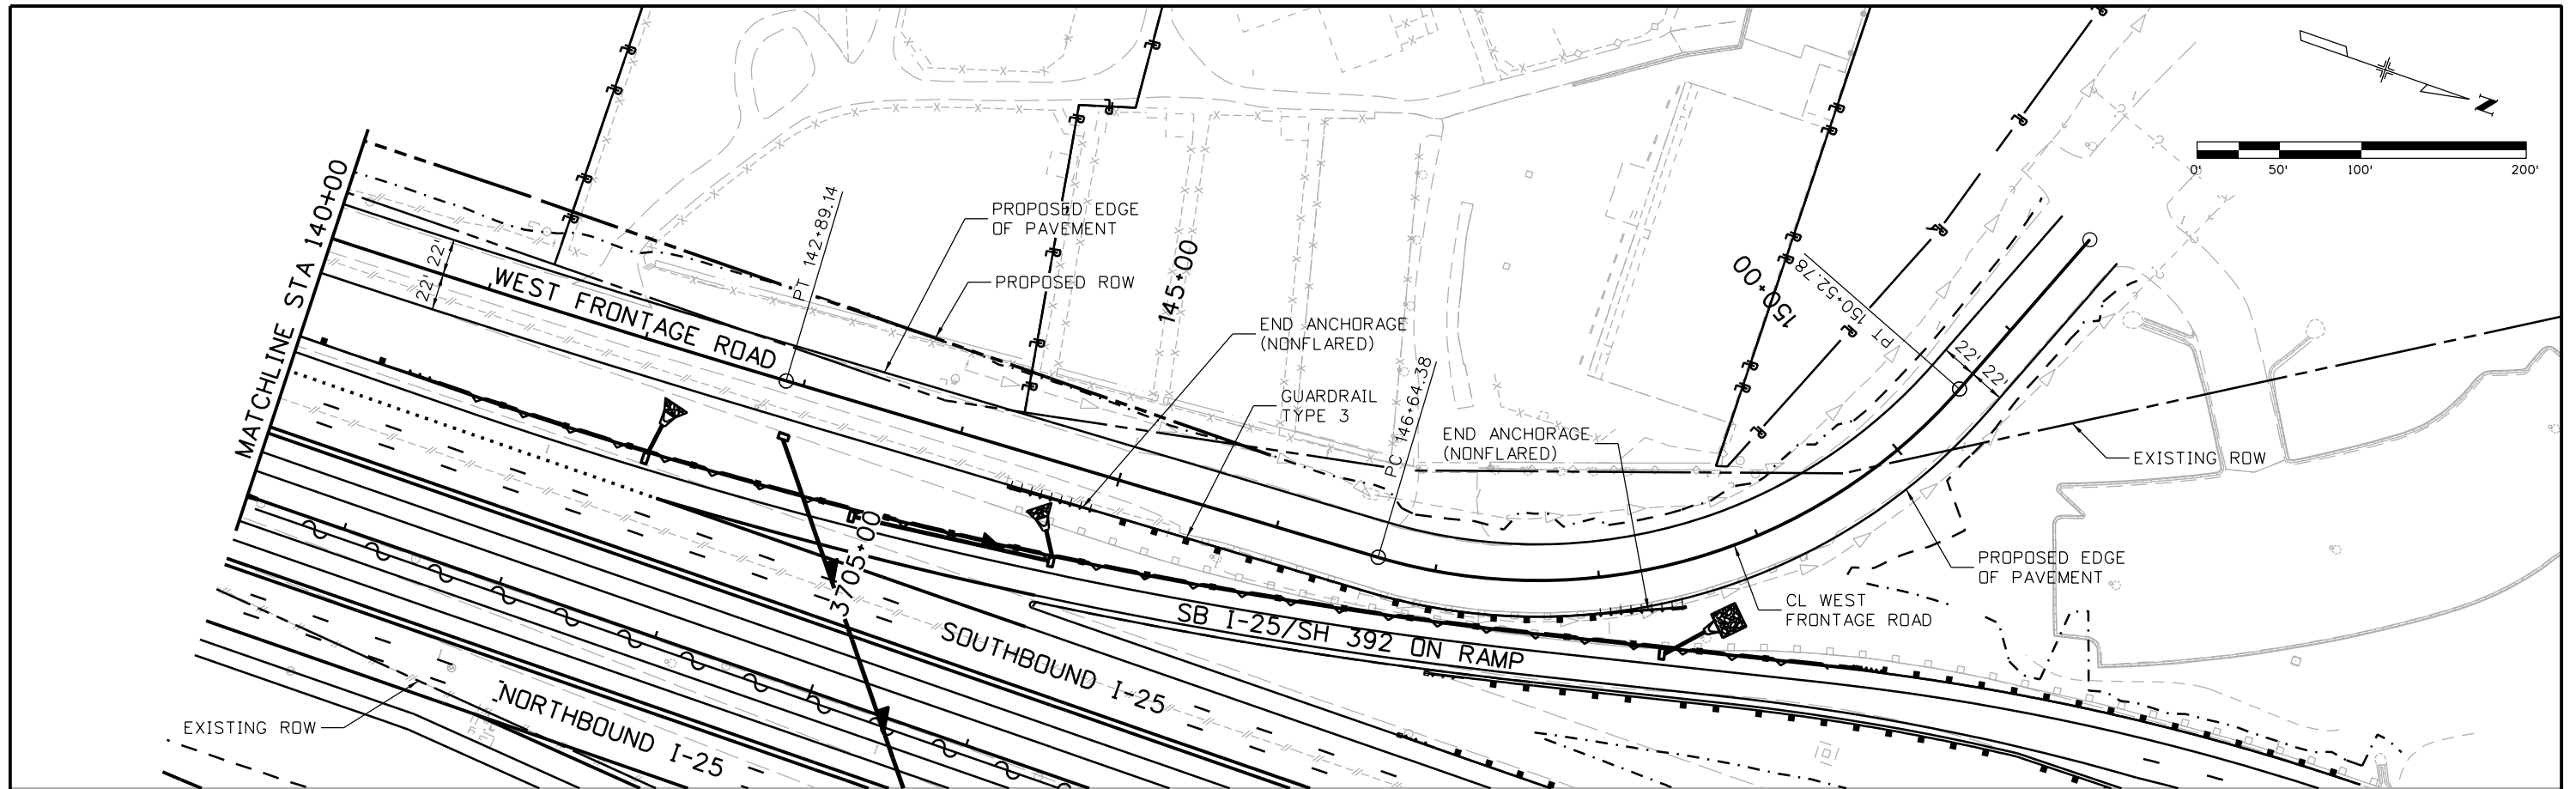 N
0' 50' 100' 200'
MATCHLINE STA 140+00
22' 22'
WEST FRONTAGE ROAD
PT 142+89.14
PROPOSED EDGE
OF PAVEMENT
PROPOSED ROW
145+00
END ANCHORAGE
(NONFLARED)
GUARDRAIL
TYPE 3
PC 146+64.38
END ANCHORAGE
(NONFLARED)
150+00
PT 150+52.78
22' 22'
EXISTING ROW
PROPOSED EDGE
OF PAVEMENT
CL WEST
FRONTAGE ROAD
3705+00
SB I-25/SH 392 ON RAMP
SOUTHBOUND I-25
NORTHBOUND I-25
EXISTING ROW